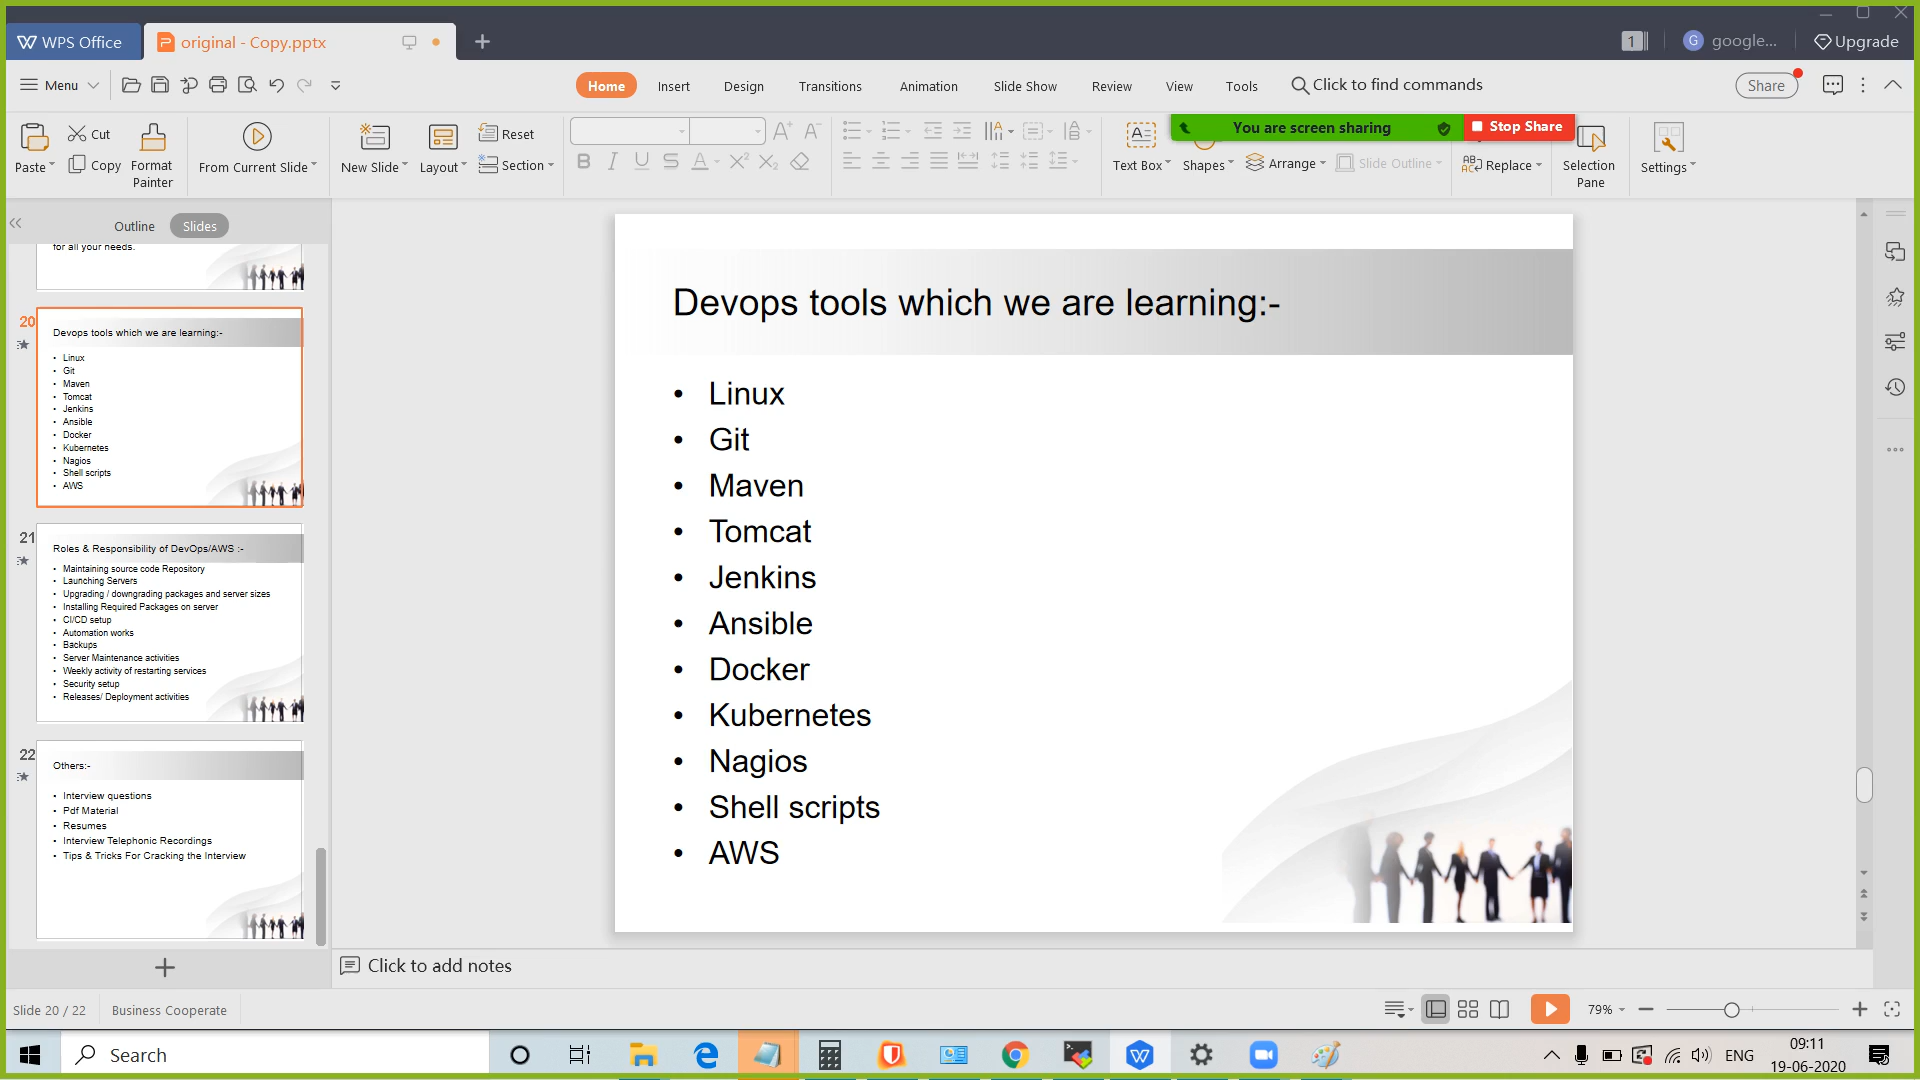 WPS Office
original - Copy.pptx
1
G
google...
Upgrade
Menu
Home
Insert
Design
Transitions
Animation
Slide Show
Review
View
Tools
Click to find commands
Share
You are screen sharing
Stop Share
Paste
Cut
Copy
Format
Painter
From Current Slide
New Slide
Layout
Reset
Section
Text Box
Shapes
Arrange
Slide Outline
Replace
Selection
Pane
Settings
Outline
Slides
for all your needs.
20
Devops tools which we are learning:-
• Linux
• Git
• Maven
• Tomcat
• Jenkins
• Ansible
• Docker
• Kubernetes
• Nagios
• Shell scripts
• AWS
21
Roles & Responsibility of DevOps/AWS :-
• Maintaining source code Repository
• Launching Servers
• Upgrading / downgrading packages and server sizes
• Installing Required Packages on server
• CI/CD setup
• Automation works
• Backups
• Server Maintenance activities
• Weekly activity of restarting services
• Security setup
• Releases/ Deployment activities
22
Others:-
• Interview questions
• Pdf Material
• Resumes
• Interview Telephonic Recordings
• Tips & Tricks For Cracking the Interview
Devops tools which we are learning:-
• Linux
• Git
• Maven
• Tomcat
• Jenkins
• Ansible
• Docker
• Kubernetes
• Nagios
• Shell scripts
• AWS
Click to add notes
Slide 20 / 22
Business Cooperate
79%
Search
ENG
09:11
19-06-2020